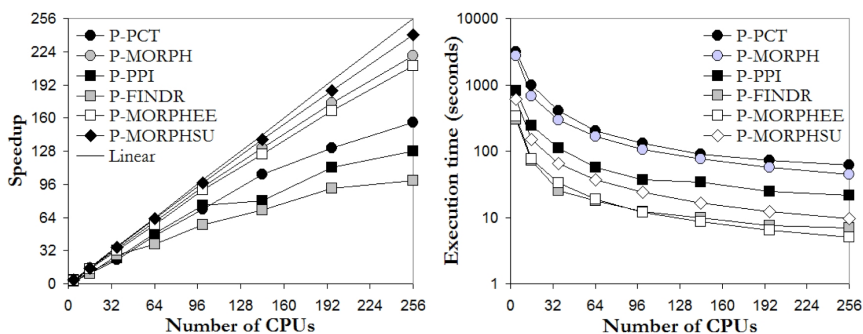 256
224
192
160
128
96
64
32
0
Speedup
P-PCT
P-MORPH
P-PPI
P-FINDR
P-MORPHEE
P-MORPHSU
Linear
0 32 64 96 128 160 192 224 256
Number of CPUs
10000
1000
100
10
1
Execution time (seconds)
P-PCT
P-MORPH
P-PPI
P-FINDR
P-MORPHEE
P-MORPHSU
0 32 64 96 128 160 192 224 256
Number of CPUs